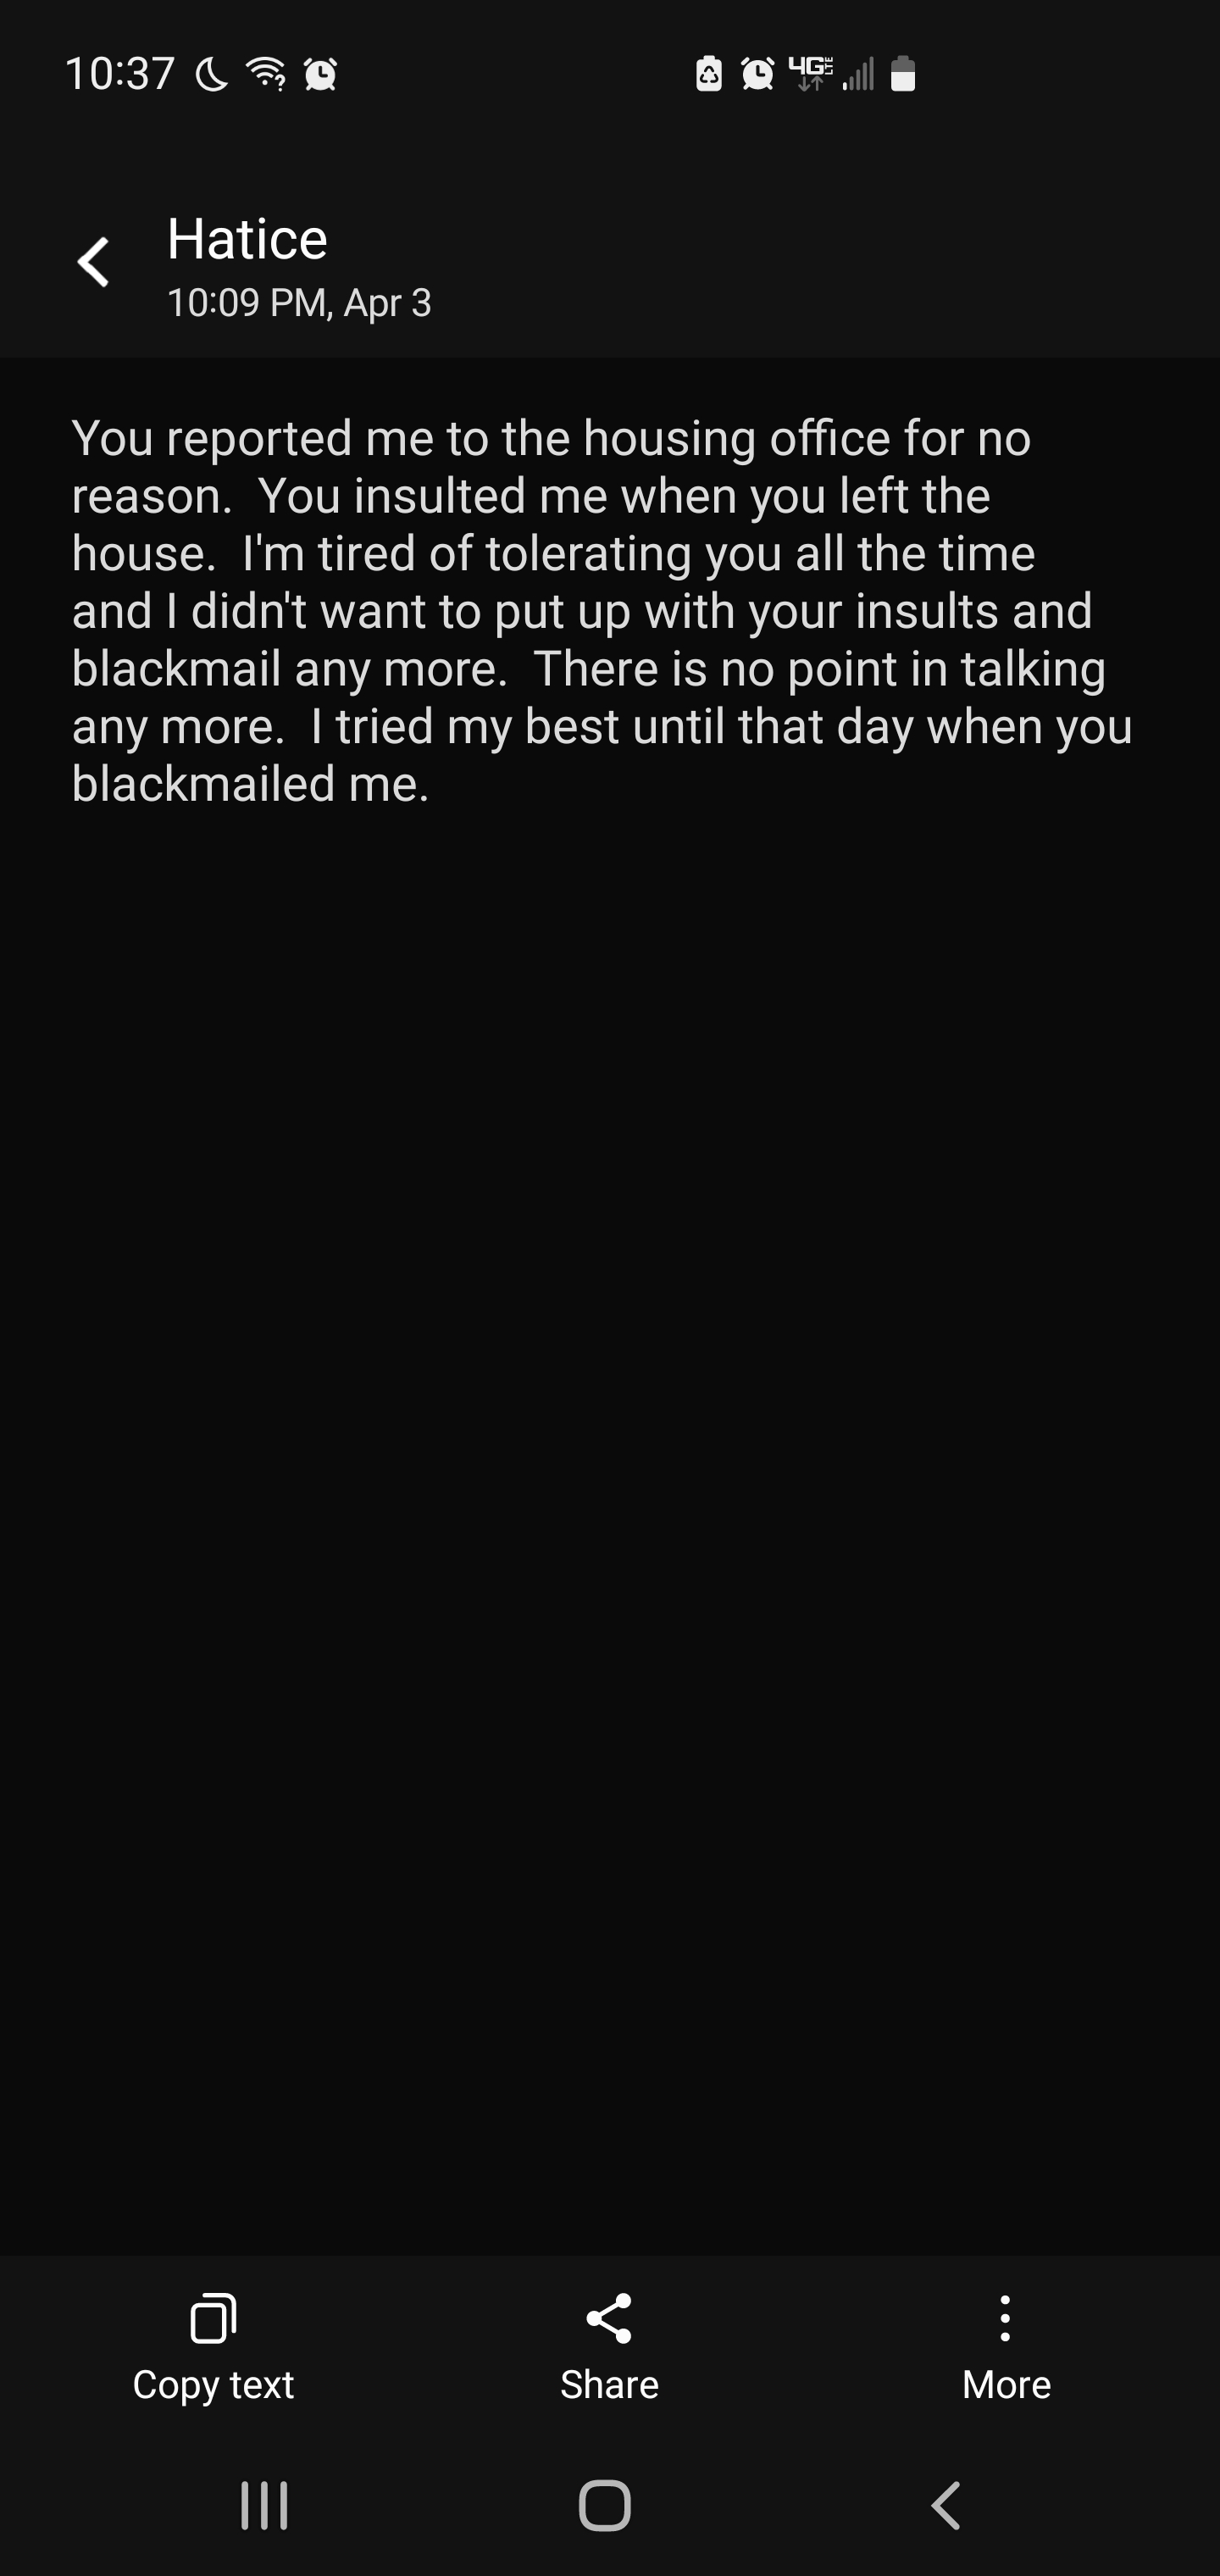 10:37 4G LTE
Hatice
10:09 PM, Apr 3
You reported me to the housing office for no
reason.  You insulted me when you left the
house.  I'm tired of tolerating you all the time
and I didn't want to put up with your insults and
blackmail any more.  There is no point in talking
any more.  I tried my best until that day when you
blackmailed me.
Copy text Share More